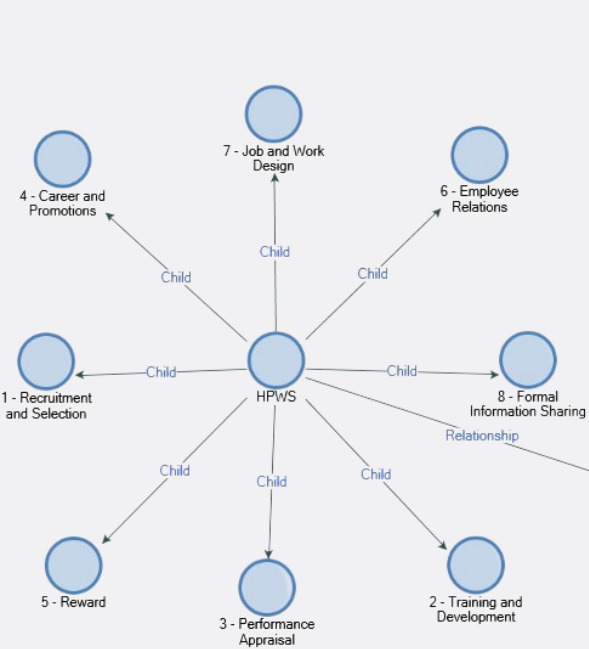 7 - Job and Work
Design
6 - Employee
Relations
4 - Career and
Promotions
Child
Child
Child
Child
Child
1 - Recruitment
and Selection
HPWS
8 - Formal
Information Sharing
Relationship
Child
Child
Child
5 - Reward
2 - Training and
Development
3 - Performance
Appraisal